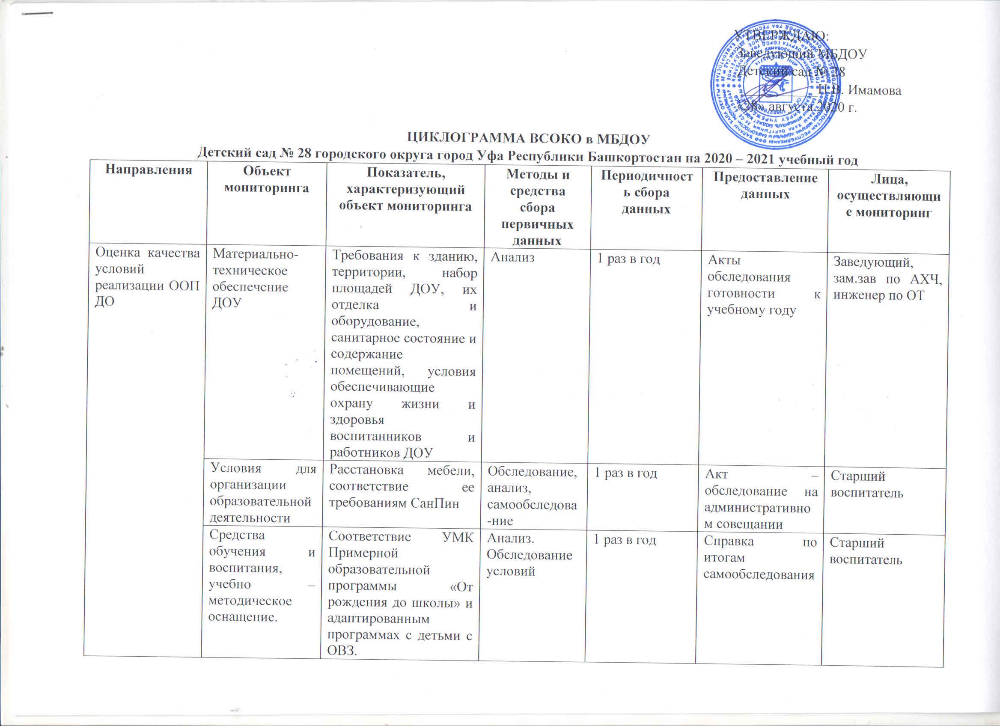 УТВЕРЖДАЮ:
Заведующий МБДОУ
Детский сад № 28
Н.В. Имамова
«28» августа 2020 г.
ЦИКЛОГРАММА ВСОКО в МБДОУ
Детский сад № 28 городского округа город Уфа Республики Башкортостан на 2020 – 2021 учебный год
Направления
Объект
мониторинга
Показатель,
характеризующий
объект мониторинга
Методы и
средства
сбора
первичных
данных
Периодичност
ь сбора
данных
Предоставление
данных
Лица,
осуществляющи
е мониторинг
Оценка качества
условий
реализации ООП
ДО
Материально-
техническое
обеспечение
ДОУ
Требования к зданию,
территории, набор
площадей ДОУ, их
отделка и
оборудование,
санитарное состояние и
содержание
помещений, условия
обеспечивающие
охрану жизни и
здоровья
воспитанников и
работников ДОУ
Анализ
1 раз в год
Акты
обследования
готовности к
учебному году
Заведующий,
зам.зав по АХЧ,
инженер по ОТ
Условия для
организации
образовательной
деятельности
Расстановка мебели,
соответствие ее
требованиям СанПин
Обследование,
анализ,
самообследова
-ние
1 раз в год
Акт –
обследование на
административно
м совещании
Старший
воспитатель
Средства
обучения и
воспитания,
учебно –
методическое
оснащение.
Соответствие УМК
Примерной
образовательной
программы «От
рождения до школы» и
адаптированным
программах с детьми с
ОВЗ.
Анализ.
Обследование
условий
1 раз в год
Справка по
итогам
самообследования
Старший
воспитатель